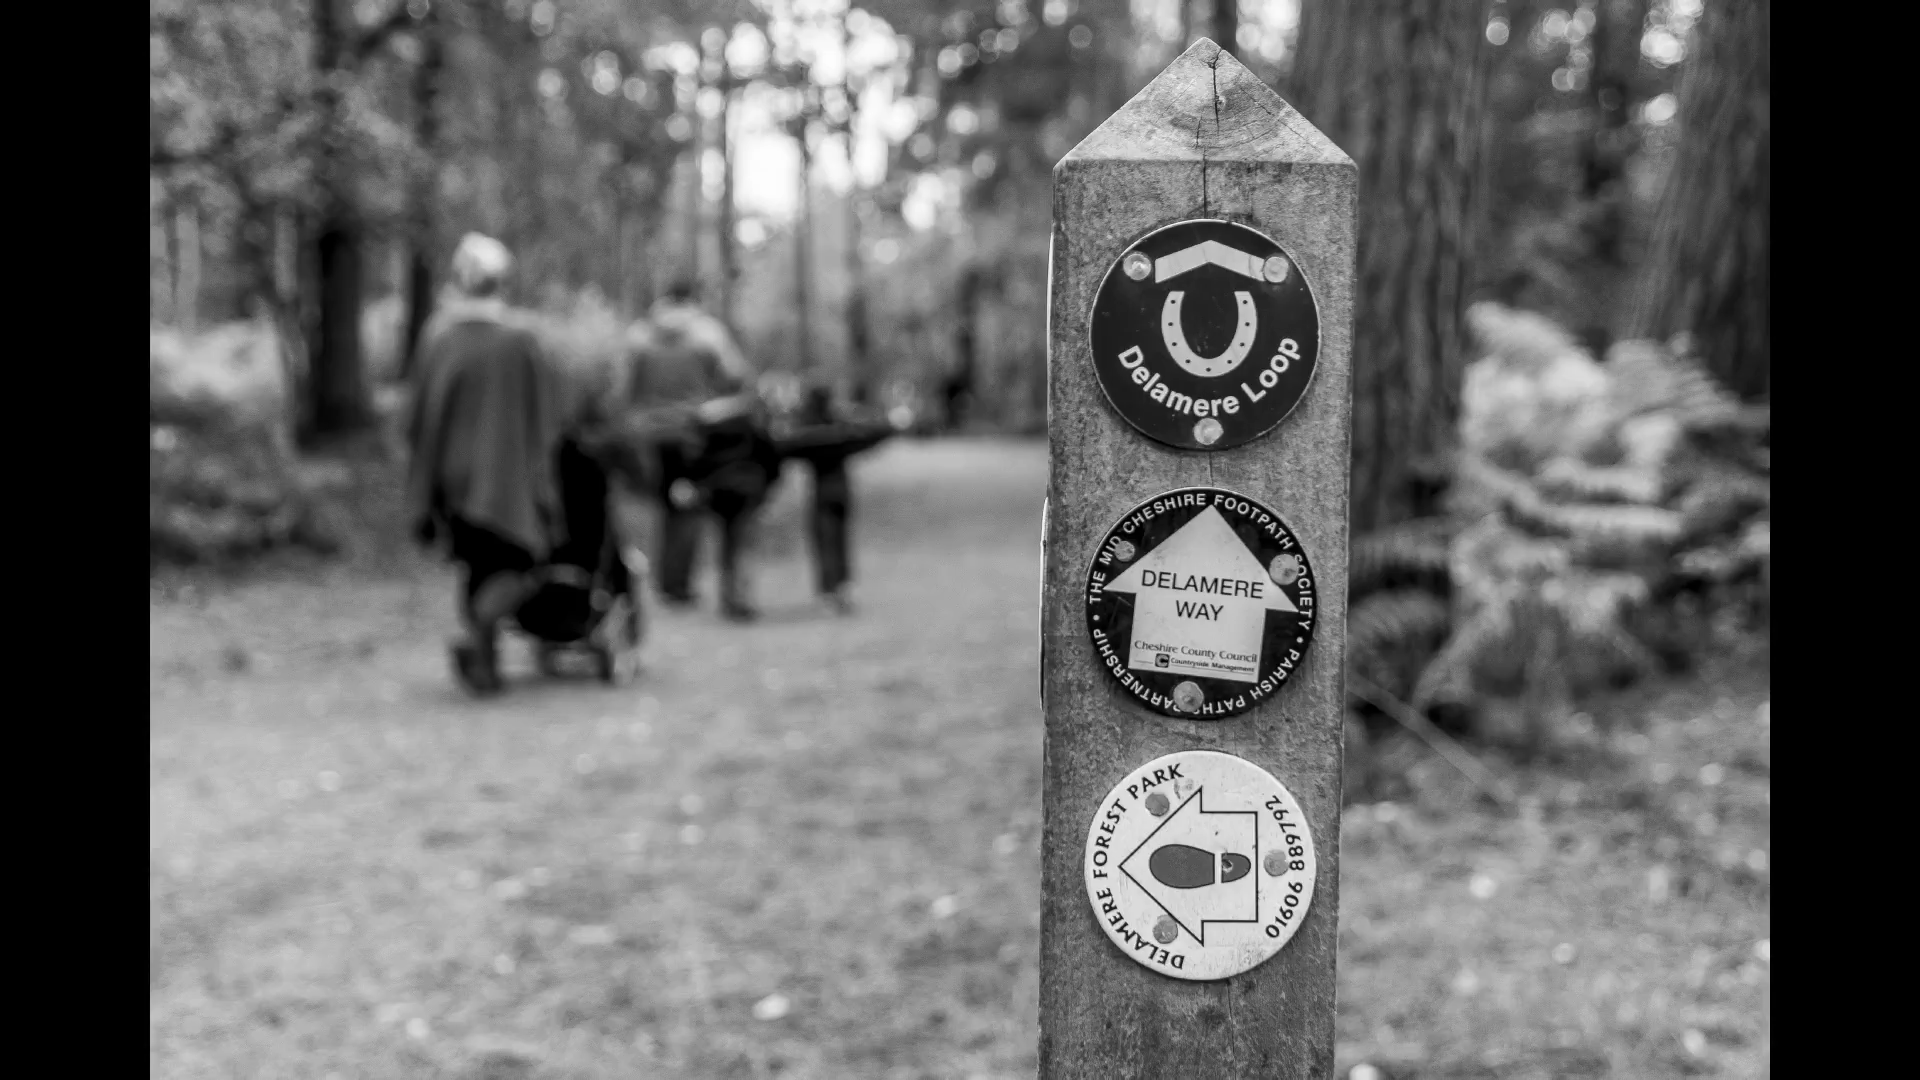 Delamere Loop
THE MID CHESHIRE FOOTPATH SOCIETY • PARISH PATHS PARTNERSHIP •
DELAMERE
WAY
Cheshire County Council
Countryside Management
DELAMERE FOREST PARK
01606 889792